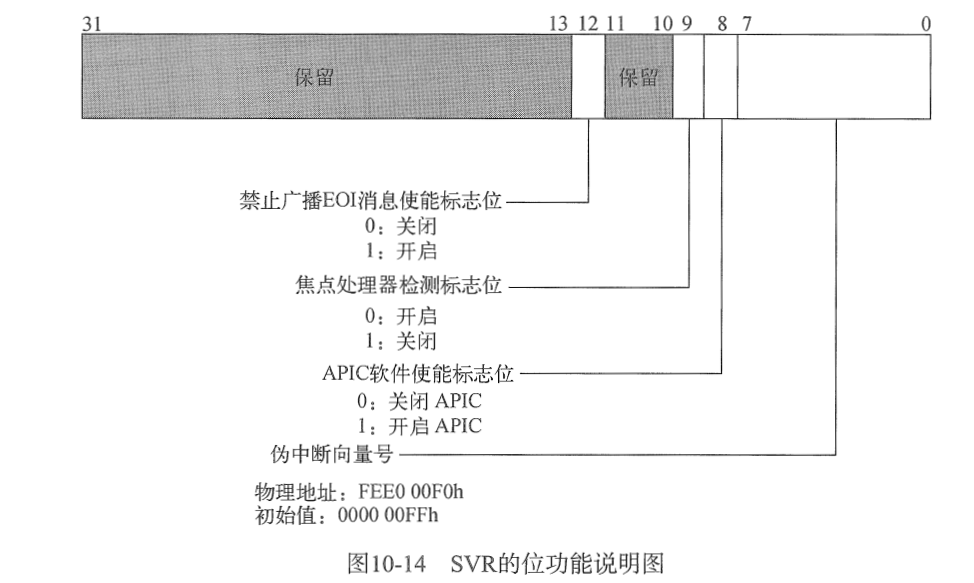 31 13 12 11 10 9 8 7 0
保留 保留
禁止广播EOI消息使能标志位
0：关闭
1：开启
焦点处理器检测标志位
0：开启
1：关闭
APIC软件使能标志位
0：关闭 APIC
1：开启 APIC
伪中断向量号
物理地址：FEE0 00F0h
初始值：0000 00FFh
图10-14 SVR的位功能说明图